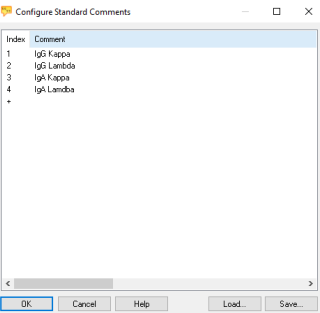 Configure Standard Comments
Index Comment
1 IgG Kappa
2 IgG Lambda
3 IgA Kappa
4 IgA Lamdba
+
OK Cancel Help Load... Save...